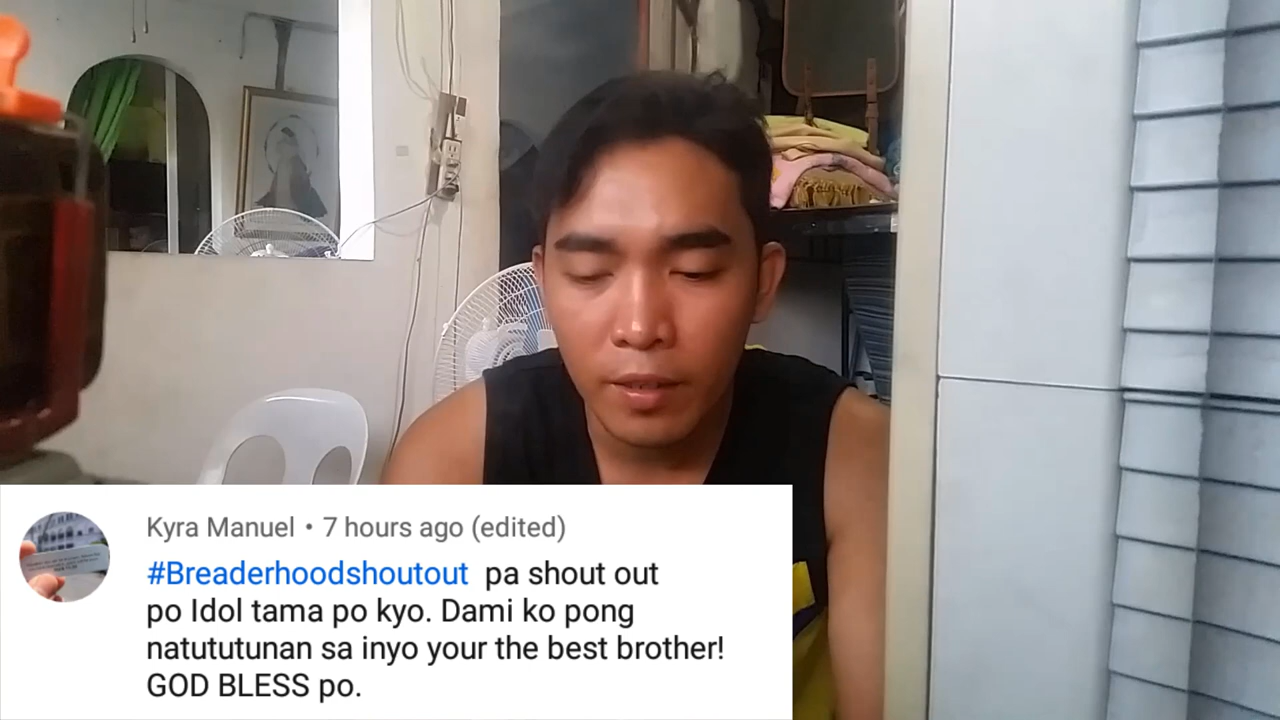 Kyra Manuel • 7 hours ago (edited)
#Breaderhoodshoutout pa shout out
po Idol tama po kyo. Dami ko pong
natututunan sa inyo your the best brother!
GOD BLESS po.